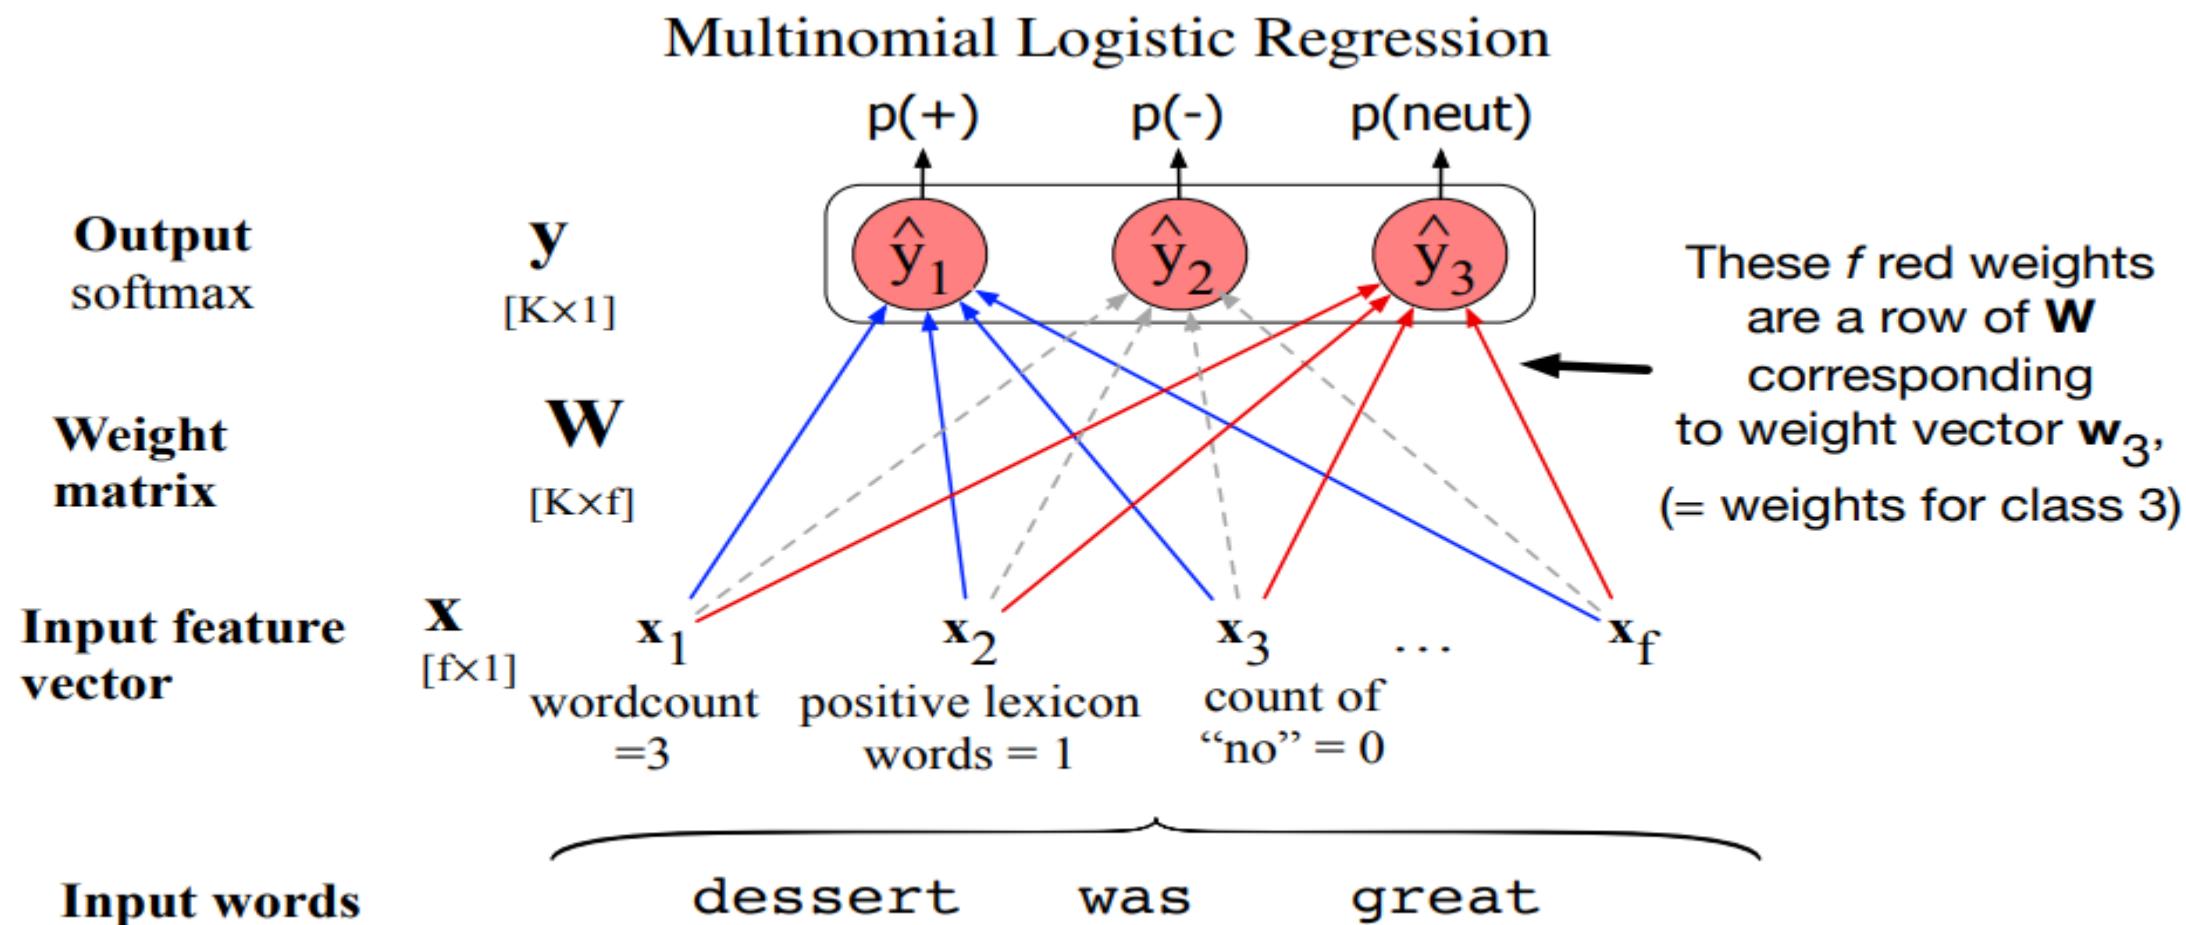 Multinomial Logistic Regression
p(+) p(-) p(neut)
Output
softmax
y
[K×1]
ŷ1 ŷ2 ŷ3
These f red weights
are a row of W
corresponding
to weight vector w3,
(= weights for class 3)
Weight
matrix
W
[K×f]
Input feature
vector
x
[f×1]
x1 x2 x3 ... xf
wordcount
=3
positive lexicon
words = 1
count of
“no” = 0
Input words
dessert was great